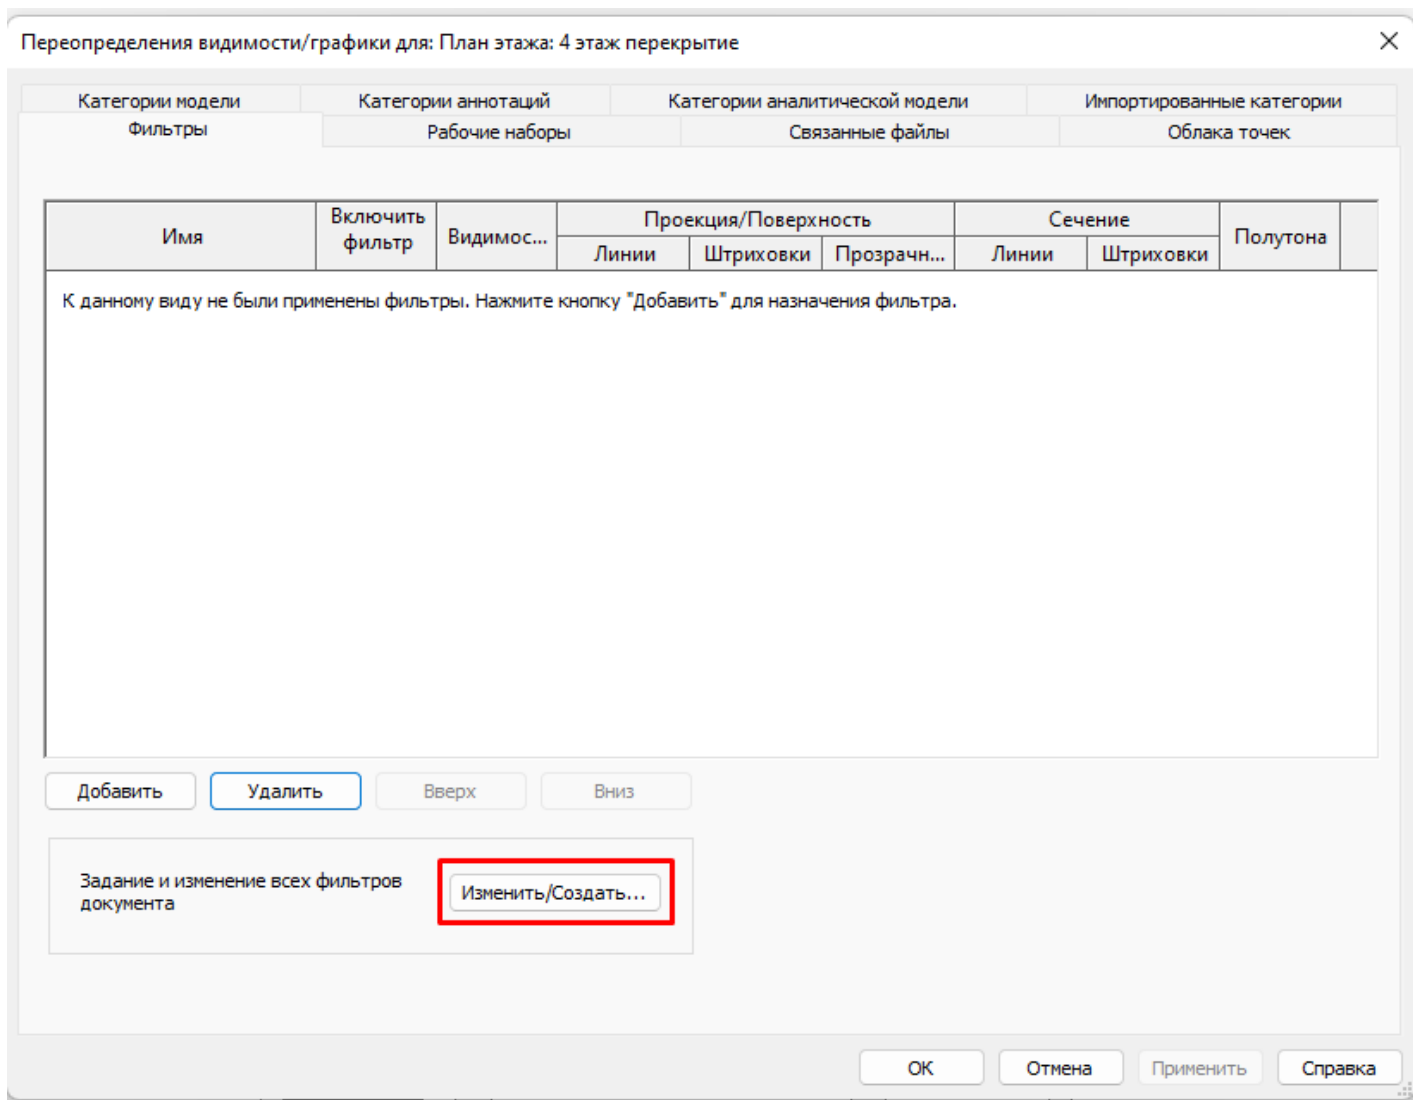 Переопределения видимости/графики для: План этажа: 4 этаж перекрытие
Категории модели
Категории аннотаций
Категории аналитической модели
Импортированные категории
Фильтры
Рабочие наборы
Связанные файлы
Облака точек
Имя
Включить
фильтр
Видимос...
Проекция/Поверхность
Сечение
Полутона
Линии
Штриховки
Прозрачн...
Линии
Штриховки
К данному виду не были применены фильтры. Нажмите кнопку "Добавить" для назначения фильтра.
Добавить
Удалить
Вверх
Вниз
Задание и изменение всех фильтров
документа
Изменить/Создать...
ОК
Отмена
Применить
Справка